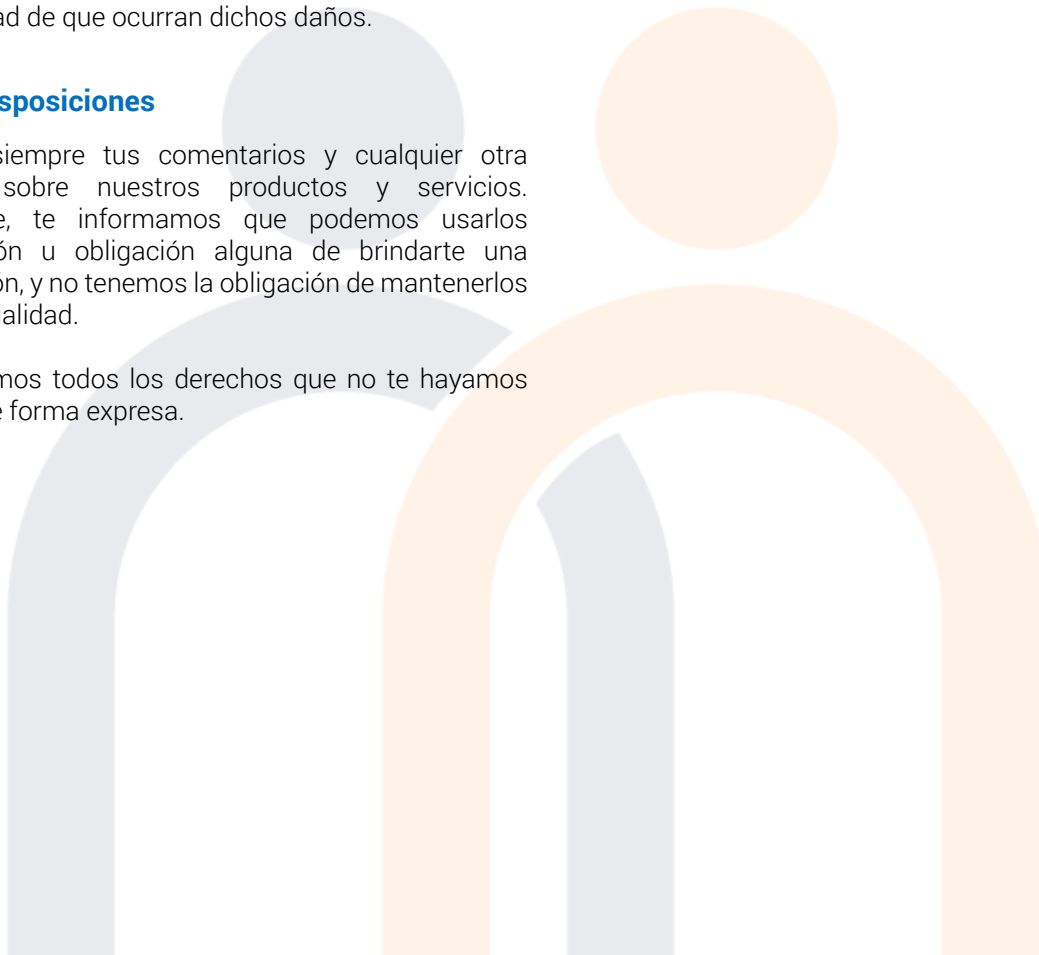 ad de que ocurran dichos daños.
sposiciones
siempre tus comentarios y cualquier otra
sobre nuestros productos y servicios.
e, te informamos que podemos usarlos
ón u obligación alguna de brindarte una
ón, y no tenemos la obligación de mantenerlos
ialidad.
mos todos los derechos que no te hayamos
e forma expresa.